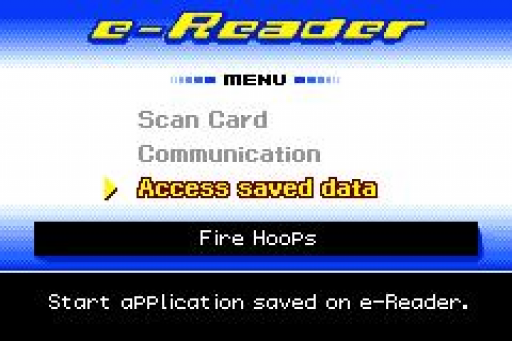 e-Reader
MENU
Scan Card
Communication
Access saved data
Fire Hoops
Start application saved on e-Reader.